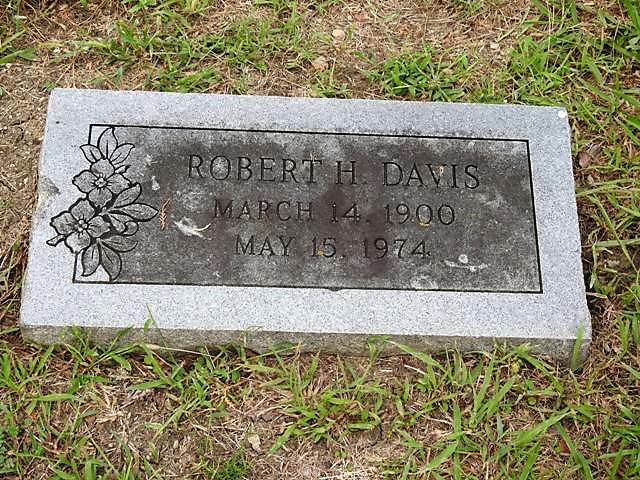 ROBERT H. DAVIS
MARCH 14, 1900
MAY 15, 1974